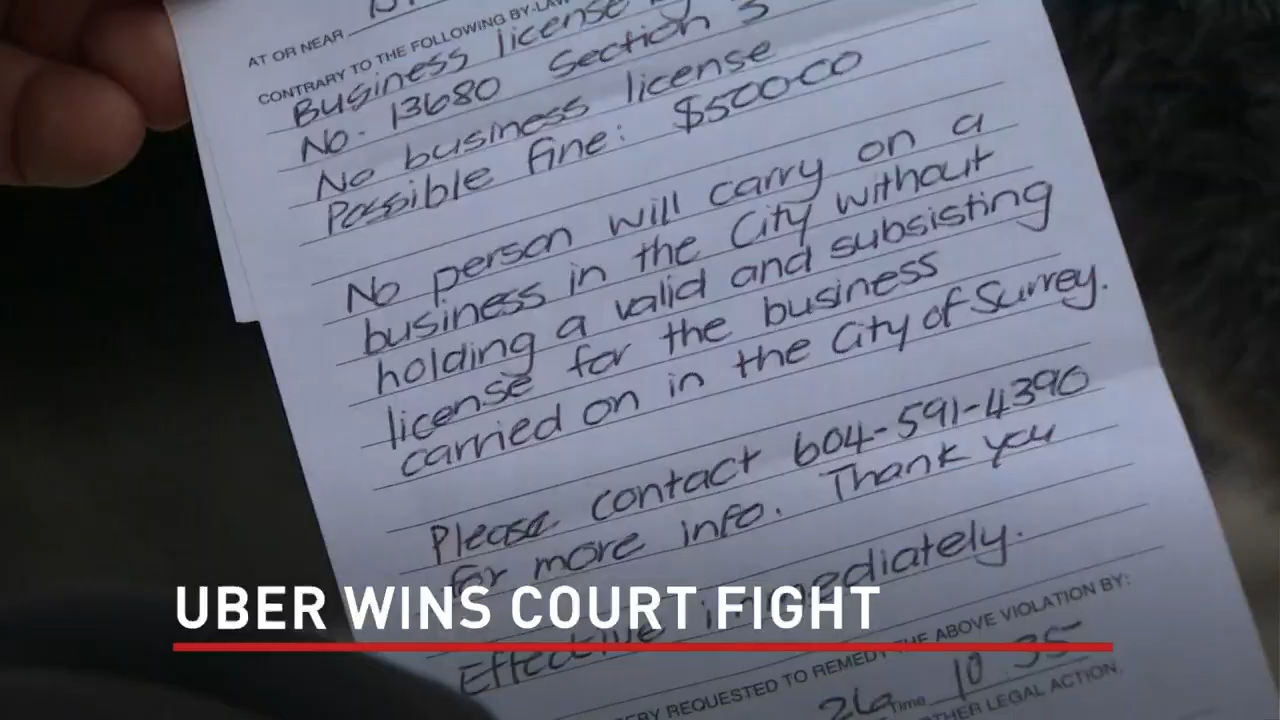 AT OR NEAR
CONTRARY TO THE FOLLOWING BY-LAW
Business license
No. 13680 Section 3
No business license
Possible fine: $500.00
No person will carry on a
business in the City without
holding a valid and subsisting
license for the business
carried on in the City of Surrey.
Please contact 604-591-4390
for more info. Thank you
Effective immediately.
REQUESTED TO REMEDY THE ABOVE VIOLATION BY:
26 Time 10 35
OTHER LEGAL ACTION.
UBER WINS COURT FIGHT